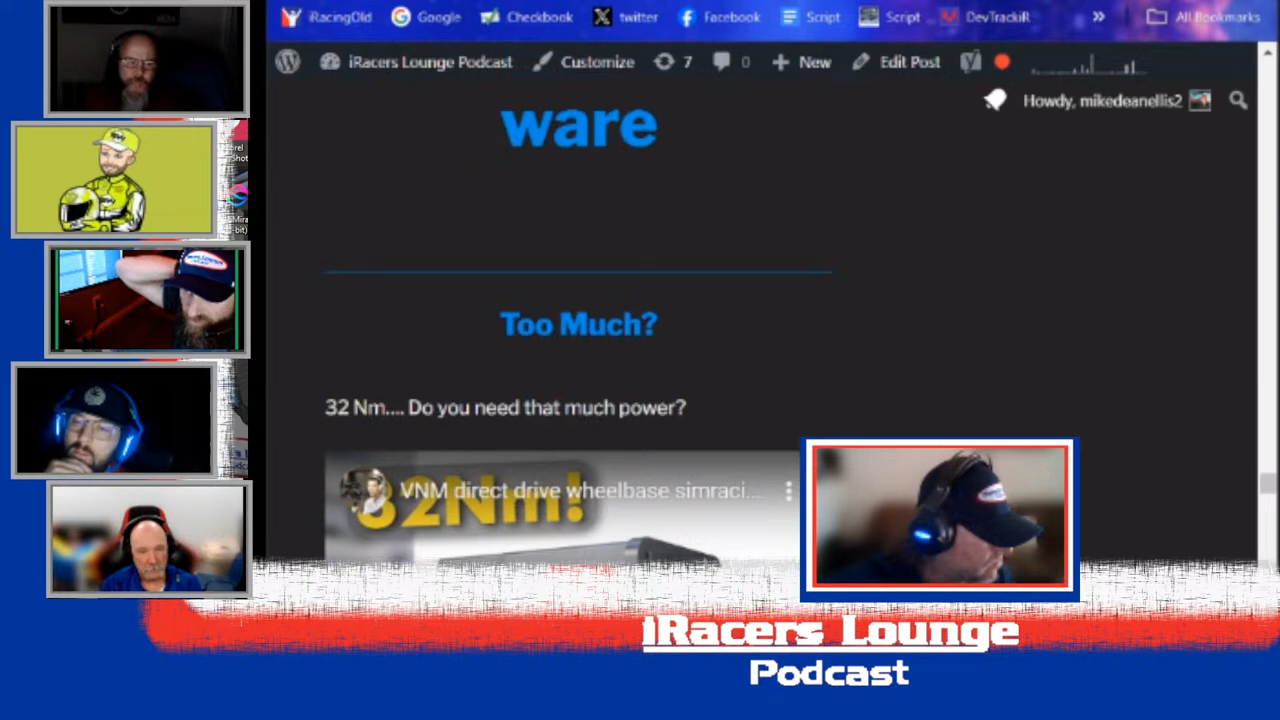 iRacingOld Google Checkbook twitter Facebook Script Script DevTrackiR » All Bookmarks
iRacers Lounge Podcast Customize 7 0 New Edit Post
Howdy, mikedeanellis2
ware
Too Much?
32 Nm.... Do you need that much power?
VNM direct drive wheelbase simraci...
32Nm!
iRacers Lounge
Podcast